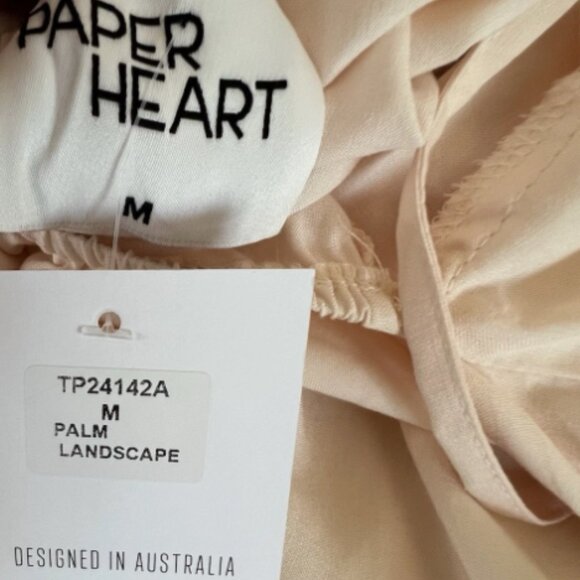 PAPER
HEART
M
TP24142A
M
PALM
LANDSCAPE
DESIGNED IN AUSTRALIA